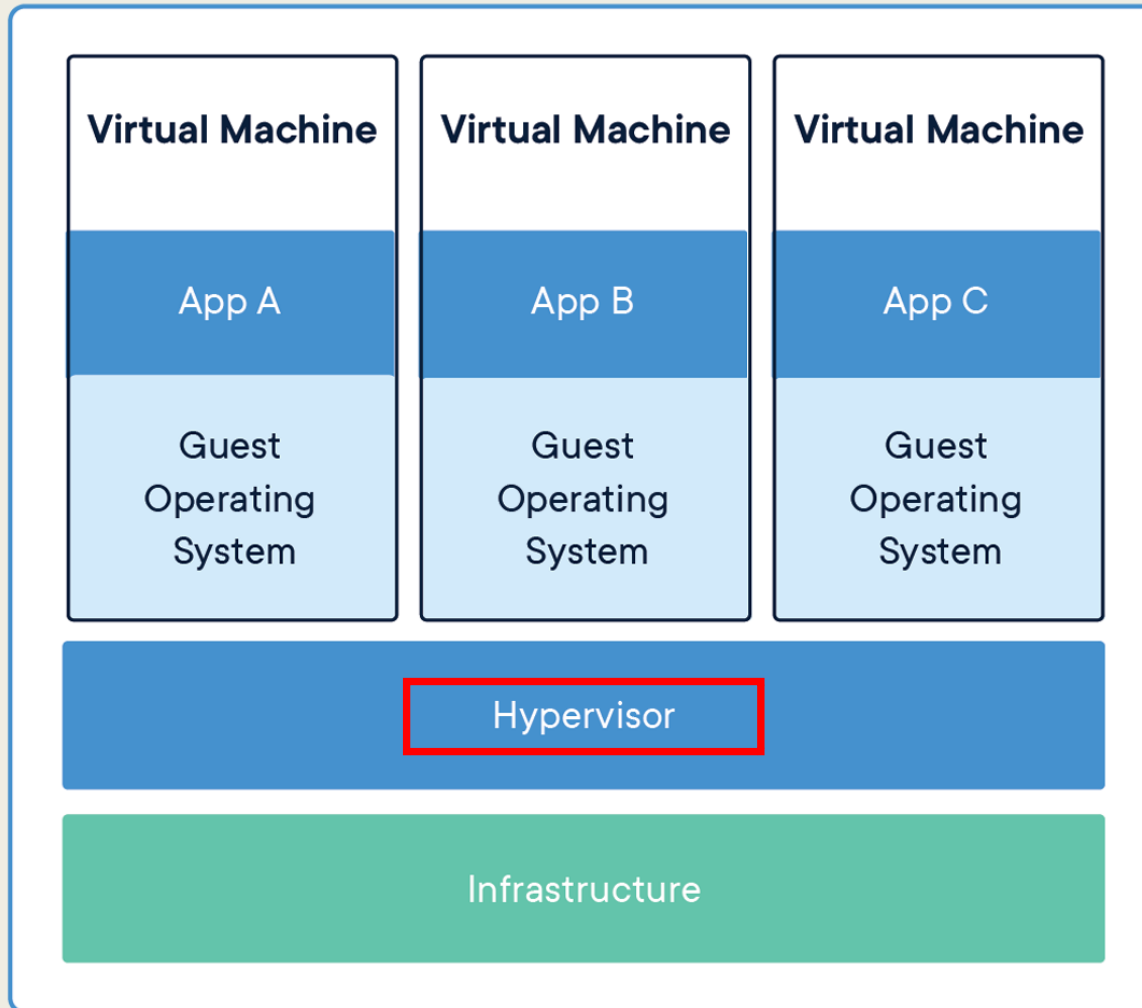 Virtual Machine
Virtual Machine
Virtual Machine
App A
App B
App C
Guest
Operating
System
Guest
Operating
System
Guest
Operating
System
Hypervisor
Infrastructure